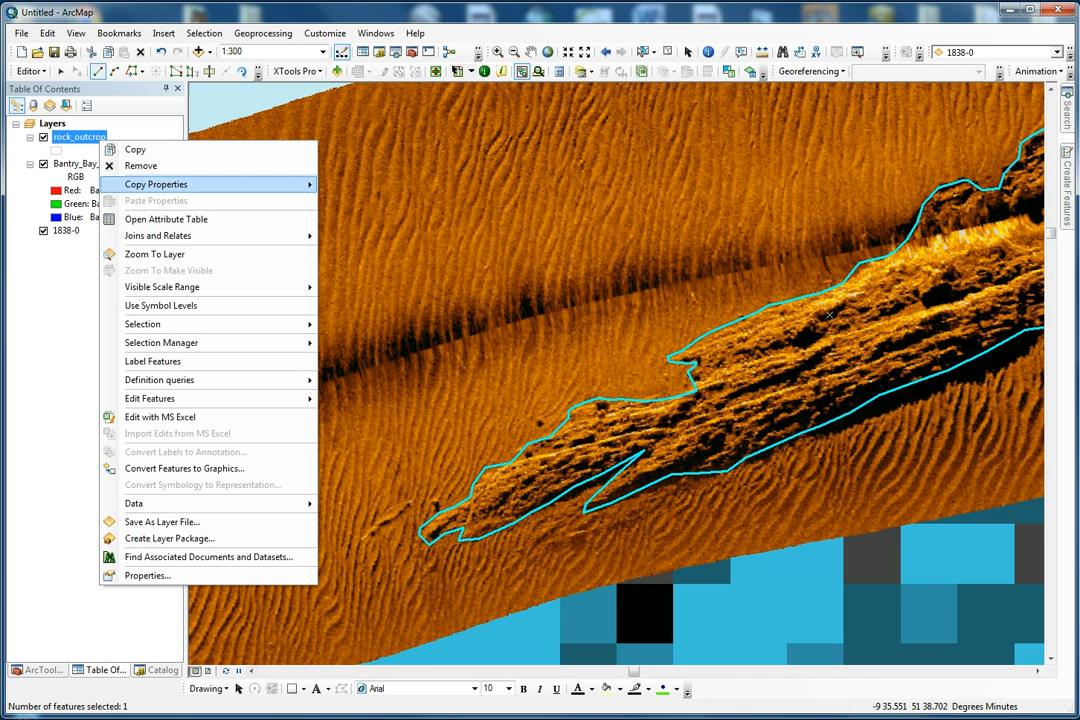 Untitled - ArcMap
File Edit View Bookmarks Insert Selection Geoprocessing Customize Windows Help
1:300
1838-0
Editor
XTools Pro
Georeferencing
Animation
Table Of Contents
Layers
rock_outcrop
Bantry_Bay_
RGB
Red: Ba
Green: Ba
Blue: Ba
1838-0
Copy
Remove
Copy Properties
Paste Properties
Open Attribute Table
Joins and Relates
Zoom To Layer
Zoom To Make Visible
Visible Scale Range
Use Symbol Levels
Selection
Selection Manager
Label Features
Definition queries
Edit Features
Edit with MS Excel
Import Edits from MS Excel
Convert Labels to Annotation...
Convert Features to Graphics...
Convert Symbology to Representation...
Data
Save As Layer File...
Create Layer Package...
Find Associated Documents and Datasets...
Properties...
Search
Create Features
ArcTool... Table Of... Catalog
Drawing
A
Arial
10
B I U A
Number of features selected: 1
-9 35.551 51 38.702 Degrees Minutes